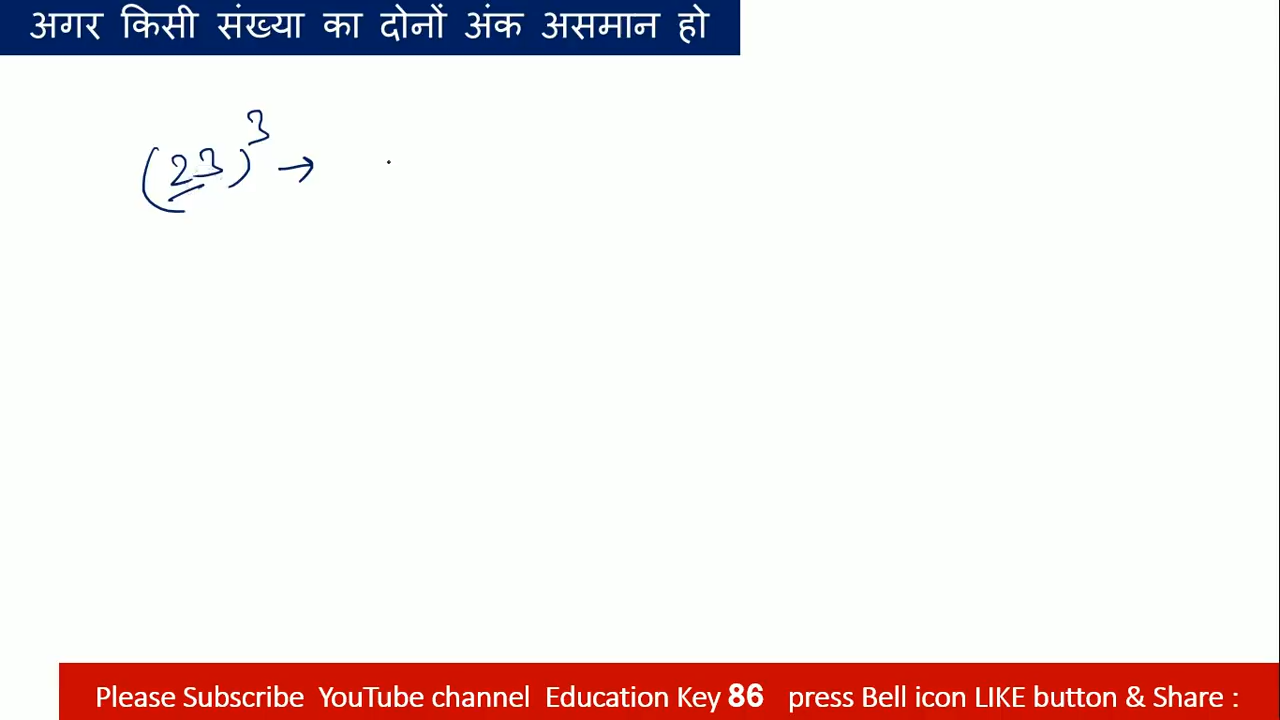 अगर किसी संख्या का दोनों अंक असमान हो
(23)³ →
Please Subscribe YouTube channel Education Key 86 press Bell icon LIKE button & Share :